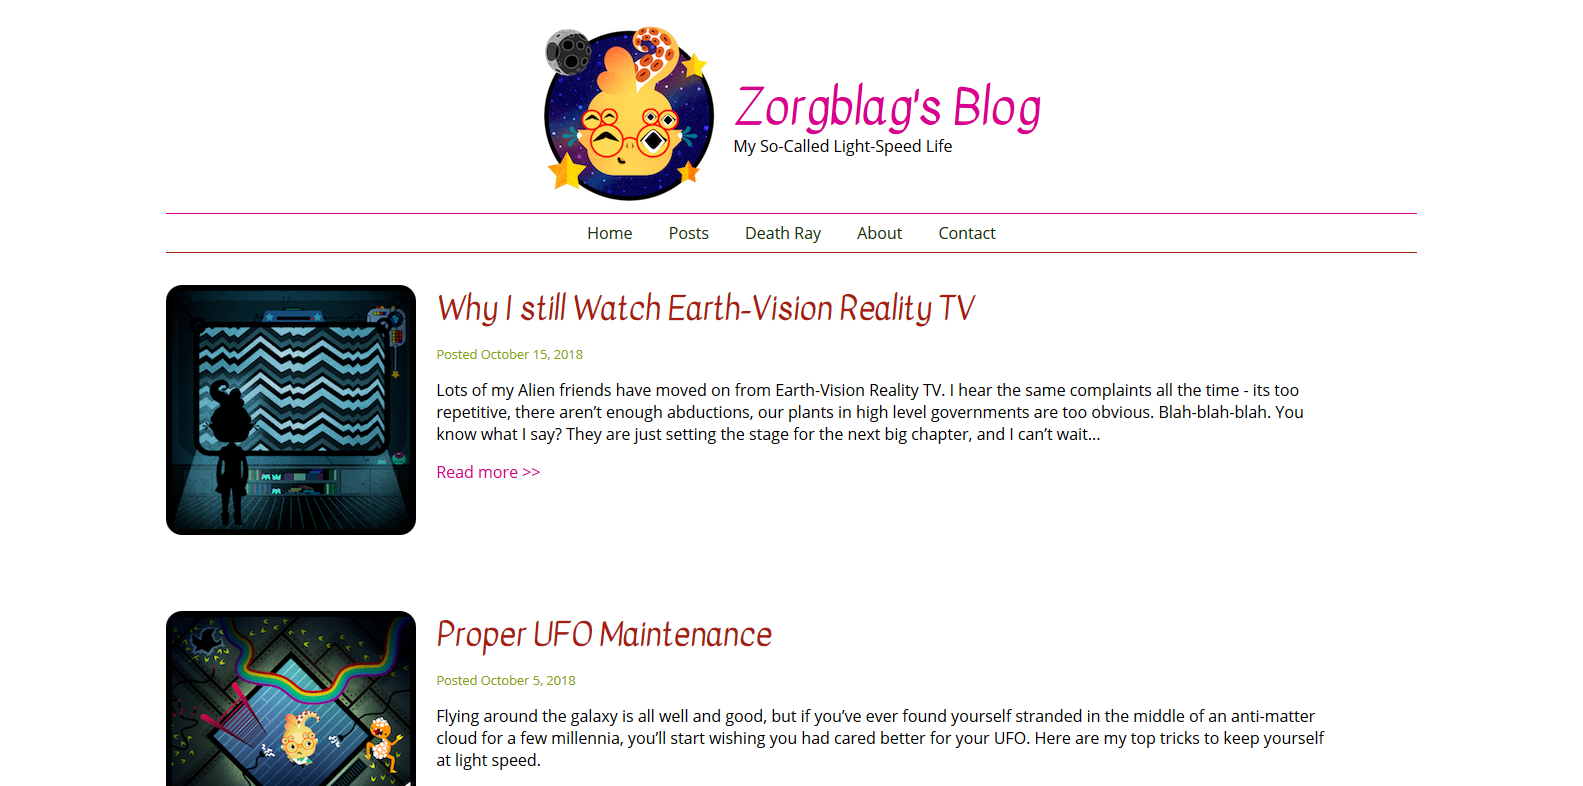 Zorgblag's Blog
My So-Called Light-Speed Life
Home Posts Death Ray About Contact
Why I still Watch Earth-Vision Reality TV
Posted October 15, 2018
Lots of my Alien friends have moved on from Earth-Vision Reality TV. I hear the same complaints all the time - its too
repetitive, there aren’t enough abductions, our plants in high level governments are too obvious. Blah-blah-blah. You
know what I say? They are just setting the stage for the next big chapter, and I can’t wait...
Read more >>
Proper UFO Maintenance
Posted October 5, 2018
Flying around the galaxy is all well and good, but if you’ve ever found yourself stranded in the middle of an anti-matter
cloud for a few millennia, you’ll start wishing you had cared better for your UFO. Here are my top tricks to keep yourself
at light speed.